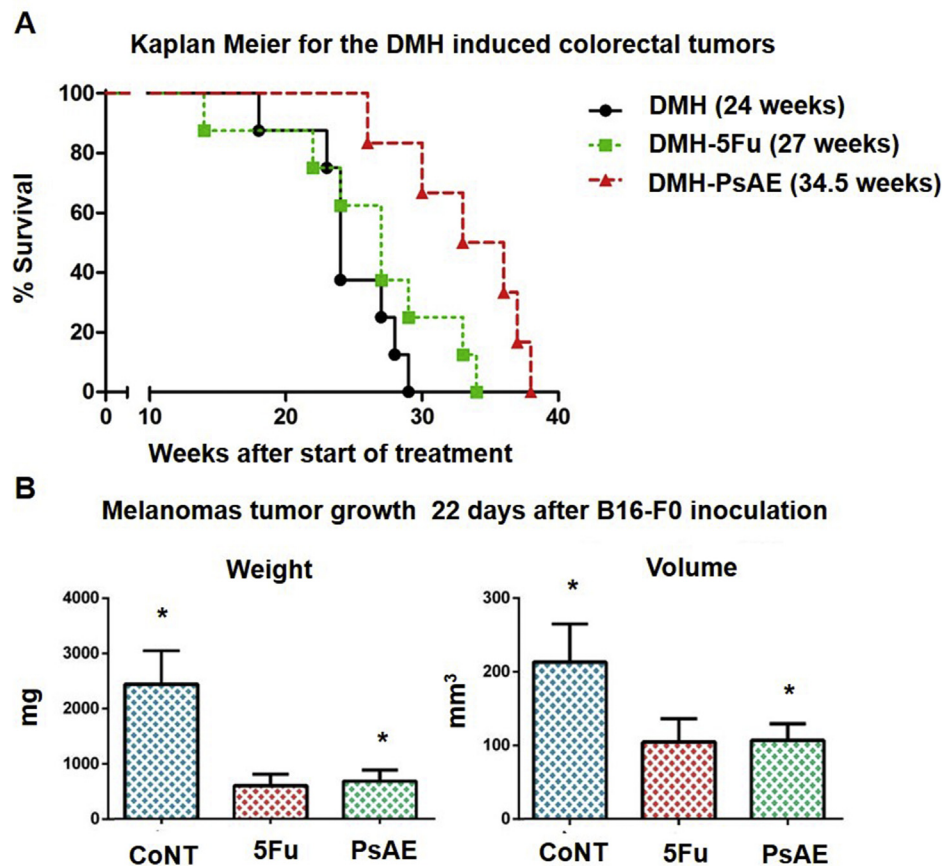 A
Kaplan Meier for the DMH induced colorectal tumors
% Survival
100
80
60
40
20
0
0 10 20 30 40
Weeks after start of treatment
DMH (24 weeks)
DMH-5Fu (27 weeks)
DMH-PsAE (34.5 weeks)
B
Melanomas tumor growth 22 days after B16-F0 inoculation
Weight
mg
4000
3000
2000
1000
0
*
*
CoNT 5Fu PsAE
Volume
mm³
300
200
100
0
*
*
CoNT 5Fu PsAE